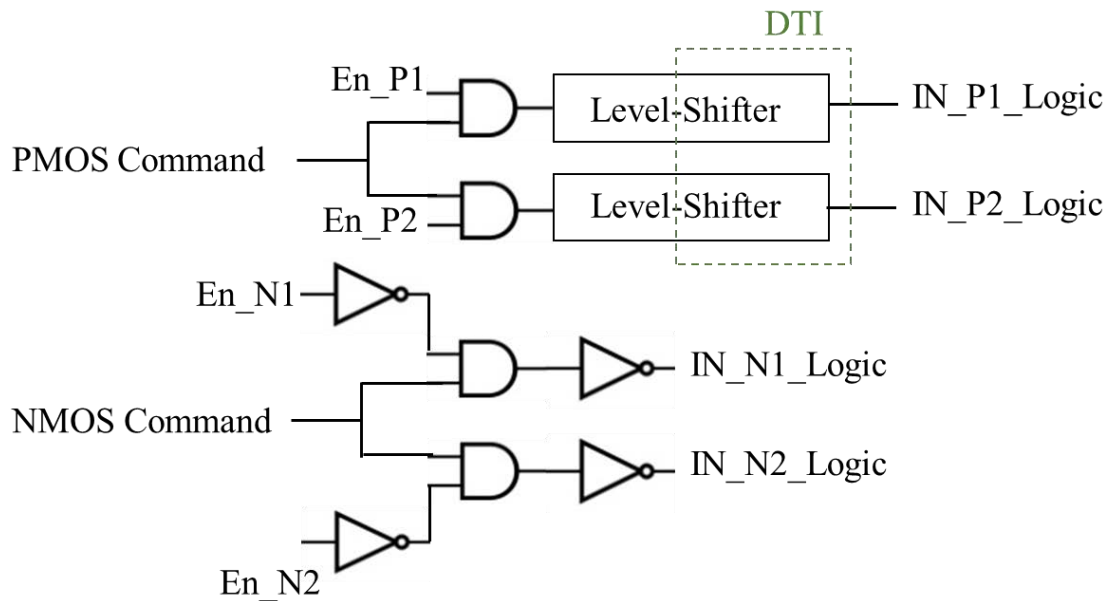 DTI
En_P1
Level-Shifter
IN_P1_Logic
PMOS Command
En_P2
Level-Shifter
IN_P2_Logic
En_N1
IN_N1_Logic
NMOS Command
IN_N2_Logic
En_N2